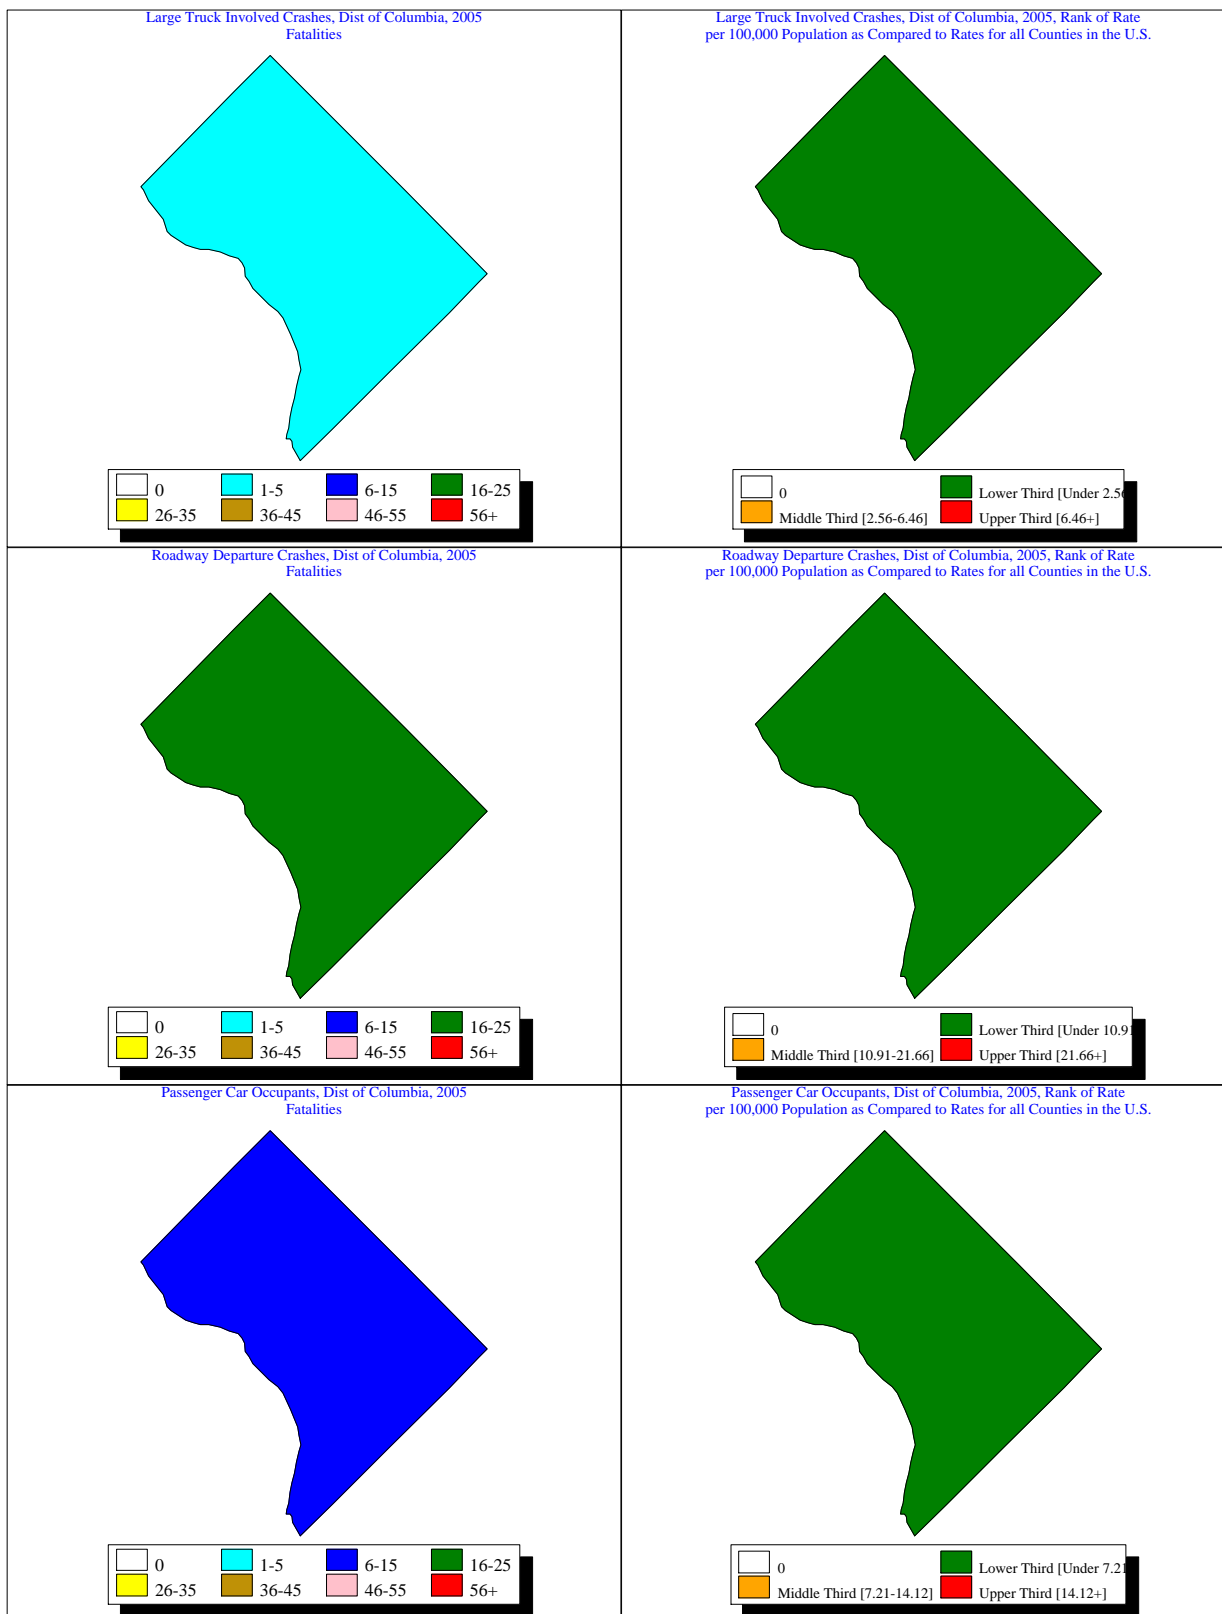 Large Truck Involved Crashes, Dist of Columbia, 2005
Fatalities
0
1-5
6-15
16-25
26-35
36-45
46-55
56+
Large Truck Involved Crashes, Dist of Columbia, 2005, Rank of Rate
per 100,000 Population as Compared to Rates for all Counties in the U.S.
0
Lower Third [Under 2.56
Middle Third [2.56-6.46]
Upper Third [6.46+]
Roadway Departure Crashes, Dist of Columbia, 2005
Fatalities
0
1-5
6-15
16-25
26-35
36-45
46-55
56+
Roadway Departure Crashes, Dist of Columbia, 2005, Rank of Rate
per 100,000 Population as Compared to Rates for all Counties in the U.S.
0
Lower Third [Under 10.91
Middle Third [10.91-21.66]
Upper Third [21.66+]
Passenger Car Occupants, Dist of Columbia, 2005
Fatalities
0
1-5
6-15
16-25
26-35
36-45
46-55
56+
Passenger Car Occupants, Dist of Columbia, 2005, Rank of Rate
per 100,000 Population as Compared to Rates for all Counties in the U.S.
0
Lower Third [Under 7.21
Middle Third [7.21-14.12]
Upper Third [14.12+]